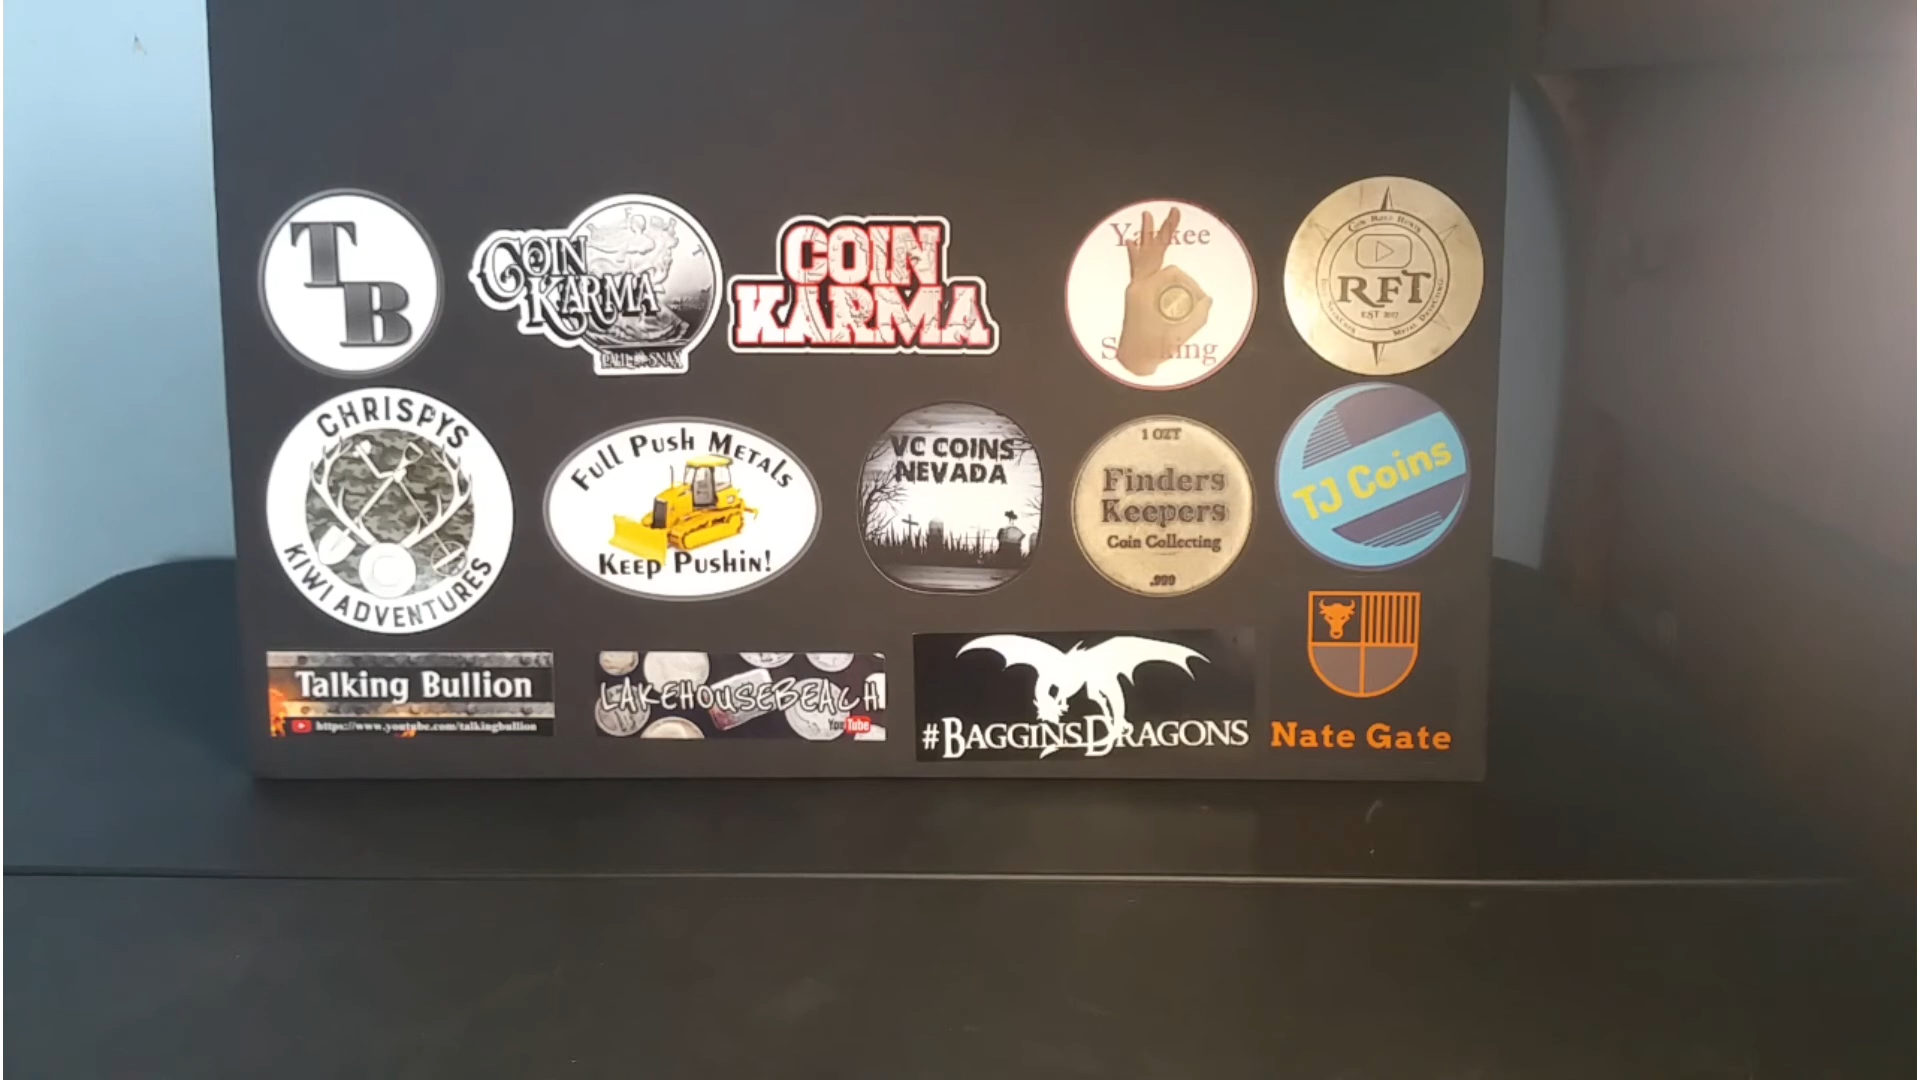 T
B
COIN
KARMA
COIN
KARMA
Yankee
Stacking
RFT
EST 2017
CHRISPYS
KIWI ADVENTURES
FULL PUSH METALS
KEEP PUSHIN!
VC COINS
NEVADA
1 OZT
Finders
Keepers
Coin Collecting
.999
TJ Coins
Talking Bullion
https://www.youtube.com/talkingbullion
LAKEHOUSEBEACH
YouTube
#BAGGINSDRAGONS
Nate Gate